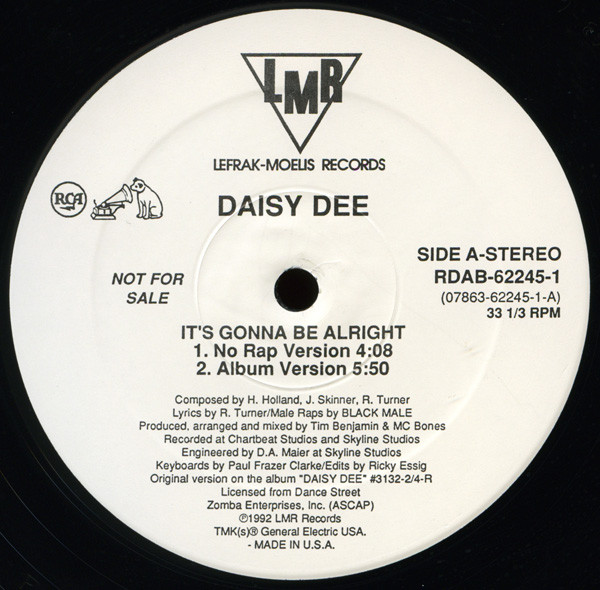 LMR
LEFRAK-MOELIS RECORDS
RCA
DAISY DEE
SIDE A-STEREO
RDAB-62245-1
(07863-62245-1-A)
33 1/3 RPM
NOT FOR
SALE
IT'S GONNA BE ALRIGHT
1. No Rap Version 4:08
2. Album Version 5:50
Composed by H. Holland, J. Skinner, R. Turner
Lyrics by R. Turner/Male Raps by BLACK MALE
Produced, arranged and mixed by Tim Benjamin & MC Bones
Recorded at Chartbeat Studios and Skyline Studios
Engineered by D.A. Maier at Skyline Studios
Keyboards by Paul Frazer Clarke/Edits by Ricky Essig
Original version on the album "DAISY DEE" #3132-2/4-R
Licensed from Dance Street
Zomba Enterprises, Inc. (ASCAP)
℗1992 LMR Records
TMK(s)® General Electric USA.
- MADE IN U.S.A.